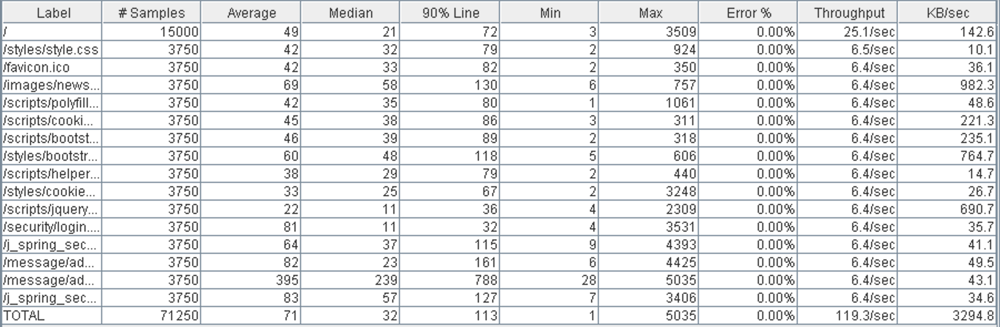 Label # Samples Average Median 90% Line Min Max Error % Throughput KB/sec
/ 15000 49 21 72 3 3509 0.00% 25.1/sec 142.6
/styles/style.css 3750 42 32 79 2 924 0.00% 6.5/sec 10.1
/favicon.ico 3750 42 33 82 2 350 0.00% 6.4/sec 36.1
/images/news... 3750 69 58 130 6 757 0.00% 6.4/sec 982.3
/scripts/polyfill... 3750 42 35 80 1 1061 0.00% 6.4/sec 48.6
/scripts/cooki... 3750 45 38 86 3 311 0.00% 6.4/sec 221.3
/scripts/bootst... 3750 46 39 89 2 318 0.00% 6.4/sec 235.1
/styles/bootstr... 3750 60 48 118 5 606 0.00% 6.4/sec 764.7
/scripts/helper... 3750 38 29 79 2 440 0.00% 6.4/sec 14.7
/styles/cookie... 3750 33 25 67 2 3248 0.00% 6.4/sec 26.7
/scripts/jquery... 3750 22 11 36 4 2309 0.00% 6.4/sec 690.7
/security/login.... 3750 81 11 32 4 3531 0.00% 6.4/sec 35.7
/j_spring_sec... 3750 64 37 115 9 4393 0.00% 6.4/sec 41.1
/message/ad... 3750 82 23 161 6 4425 0.00% 6.4/sec 49.5
/message/ad... 3750 395 239 788 28 5035 0.00% 6.4/sec 43.1
/j_spring_sec... 3750 83 57 127 7 3406 0.00% 6.4/sec 34.6
TOTAL 71250 71 32 113 1 5035 0.00% 119.3/sec 3294.8